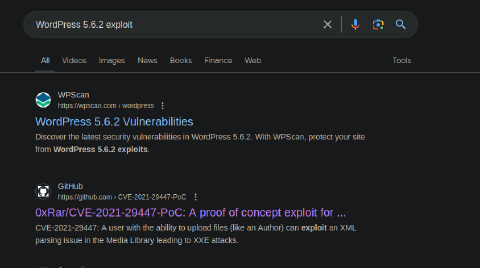 WordPress 5.6.2 exploit
All Videos Images News Books Finance Web Tools
WPScan
https://wpscan.com › wordpress
WordPress 5.6.2 Vulnerabilities
Discover the latest security vulnerabilities in WordPress 5.6.2. With WPScan, protect your site
from WordPress 5.6.2 exploits.
GitHub
https://github.com › CVE-2021-29447-PoC
0xRar/CVE-2021-29447-PoC: A proof of concept exploit for ...
CVE-2021-29447: A user with the ability to upload files (like an Author) can exploit an XML
parsing issue in the Media Library leading to XXE attacks.